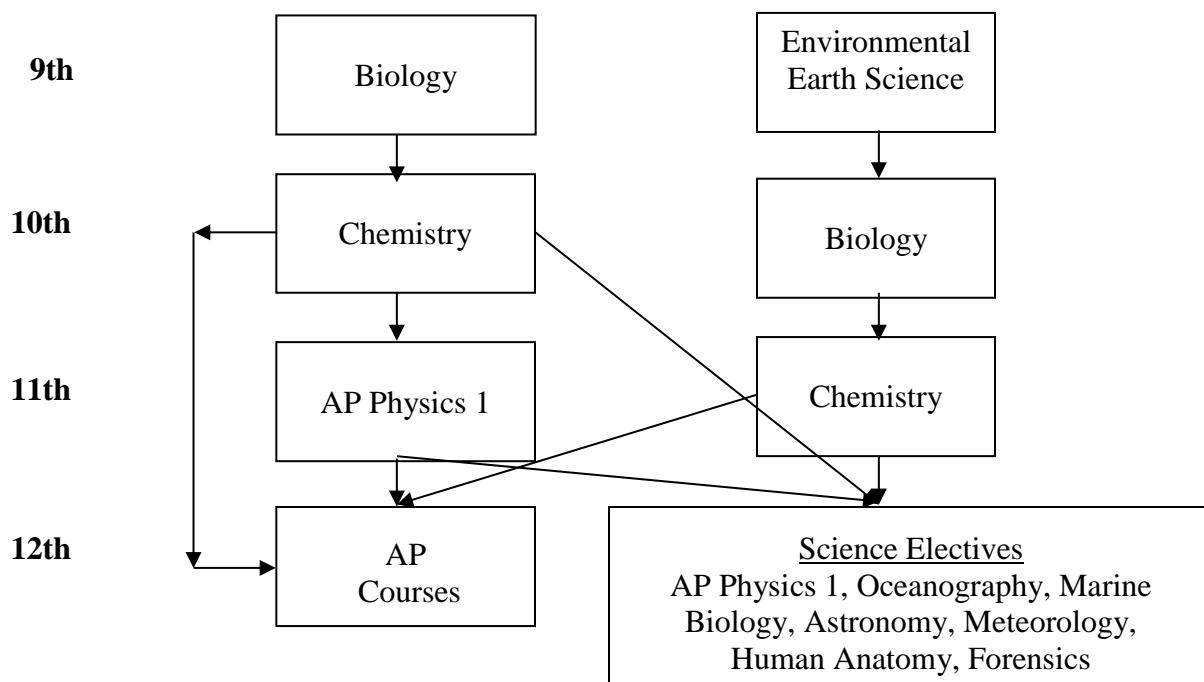 9th
Biology
Environmental
Earth Science
10th
Chemistry
Biology
11th
AP Physics 1
Chemistry
12th
AP
Courses
Science Electives
AP Physics 1, Oceanography, Marine
Biology, Astronomy, Meteorology,
Human Anatomy, Forensics